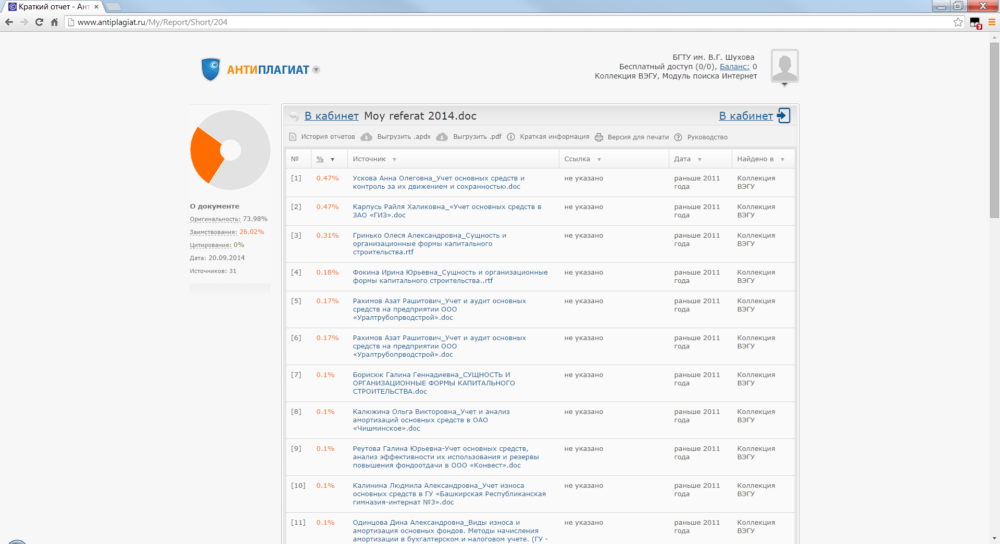 Краткий отчет - Ант
www.antiplagiat.ru/My/Report/Short/204
3
АНТИПЛАГИАТ
БГТУ им. В.Г. Шухова
Бесплатный доступ (0/0), Баланс: 0
Коллекция ВЭГУ, Модуль поиска Интернет
О документе
Оригинальность: 73.98%
Заимствования: 26.02%
Цитирование: 0%
Дата: 20.09.2014
Источников: 31
В кабинет Moy referat 2014.doc В кабинет
История отчетов Выгрузить .apdx Выгрузить .pdf Краткая информация Версия для печати Руководство
№ % Источник Ссылка Дата Найдено в
[1] 0.47% Ускова Анна Олеговна_Учет основных средств и не указано раньше 2011 Коллекция
контроль за их движением и сохранностью.doc года ВЭГУ
[2] 0.47% Карпусь Райля Халиковна_«Учет основных средств в не указано раньше 2011 Коллекция
ЗАО «ГИЗ».doc года ВЭГУ
[3] 0.31% Гринько Олеся Александровна_Сущность и не указано раньше 2011 Коллекция
организационные формы капитального года ВЭГУ
строительства.rtf
[4] 0.18% Фокина Ирина Юрьевна_Сущность и организационные не указано раньше 2011 Коллекция
формы капитального строительства..rtf года ВЭГУ
[5] 0.17% Рахимов Азат Рашитович_Учет и аудит основных не указано раньше 2011 Коллекция
средств на предприятии ООО года ВЭГУ
«Уралтрубопрводстрой».doc
[6] 0.17% Рахимов Азат Рашитович_Учет и аудит основных не указано раньше 2011 Коллекция
средств на предприятии ООО года ВЭГУ
«Уралтрубопрводстрой».doc
[7] 0.1% Борисюк Галина Геннадиевна_СУЩНОСТЬ И не указано раньше 2011 Коллекция
ОРГАНИЗАЦИОННЫЕ ФОРМЫ КАПИТАЛЬНОГО года ВЭГУ
СТРОИТЕЛЬСТВА.doc
[8] 0.1% Калюжина Ольга Викторовна_Учет и анализ не указано раньше 2011 Коллекция
амортизаций основных средств в ОАО года ВЭГУ
«Чишминское».doc
[9] 0.1% Реутова Галина Юрьевна-Учет основных средств, не указано раньше 2011 Коллекция
анализ эффективности их использования и резервы года ВЭГУ
повышения фондоотдачи в ООО «Конвест».doc
[10] 0.1% Калинина Людмила Александровна_Учет износа не указано раньше 2011 Коллекция
основных средств в ГУ «Башкирская Республиканская года ВЭГУ
гимназия-интернат №3».doc
[11] 0.1% Одинцова Дина Александровна_Виды износа и не указано раньше 2011 Коллекция
амортизация основных фондов. Методы начисления года ВЭГУ
амортизации в бухгалтерском и налоговом учете. (ГУ -